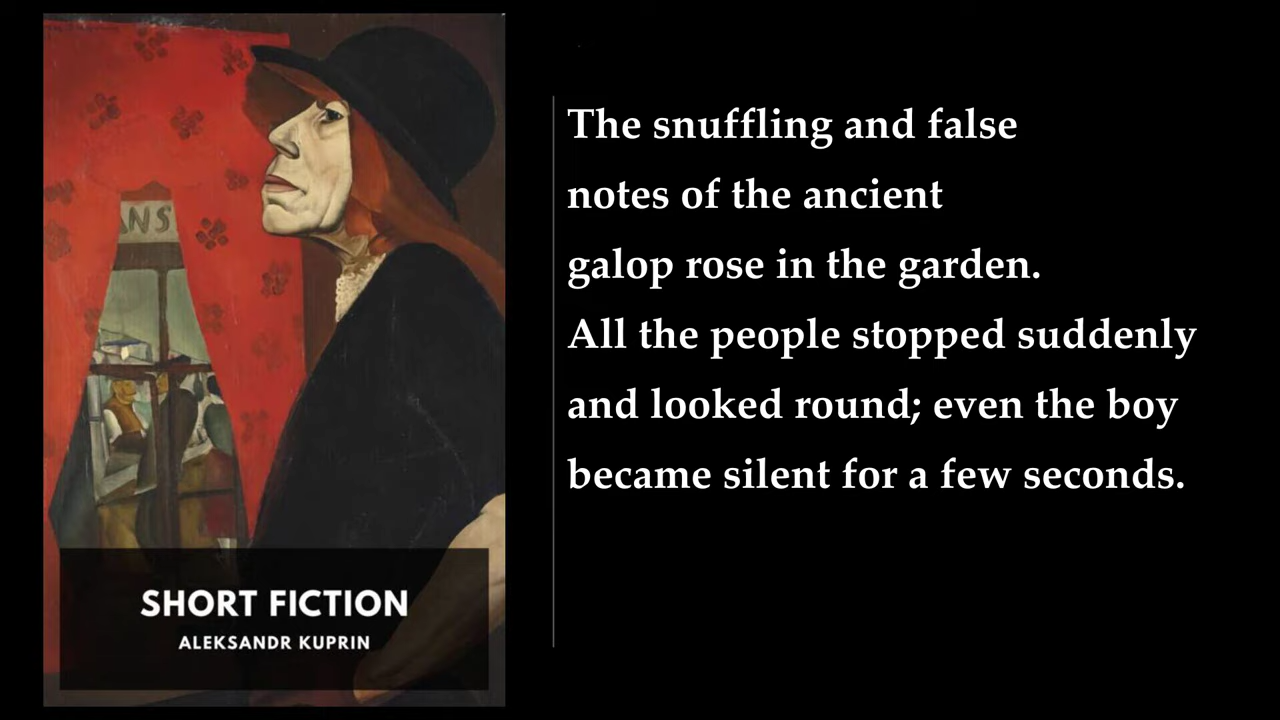 NS
SHORT FICTION
ALEKSANDR KUPRIN
The snuffling and false
notes of the ancient
galop rose in the garden.
All the people stopped suddenly
and looked round; even the boy
became silent for a few seconds.